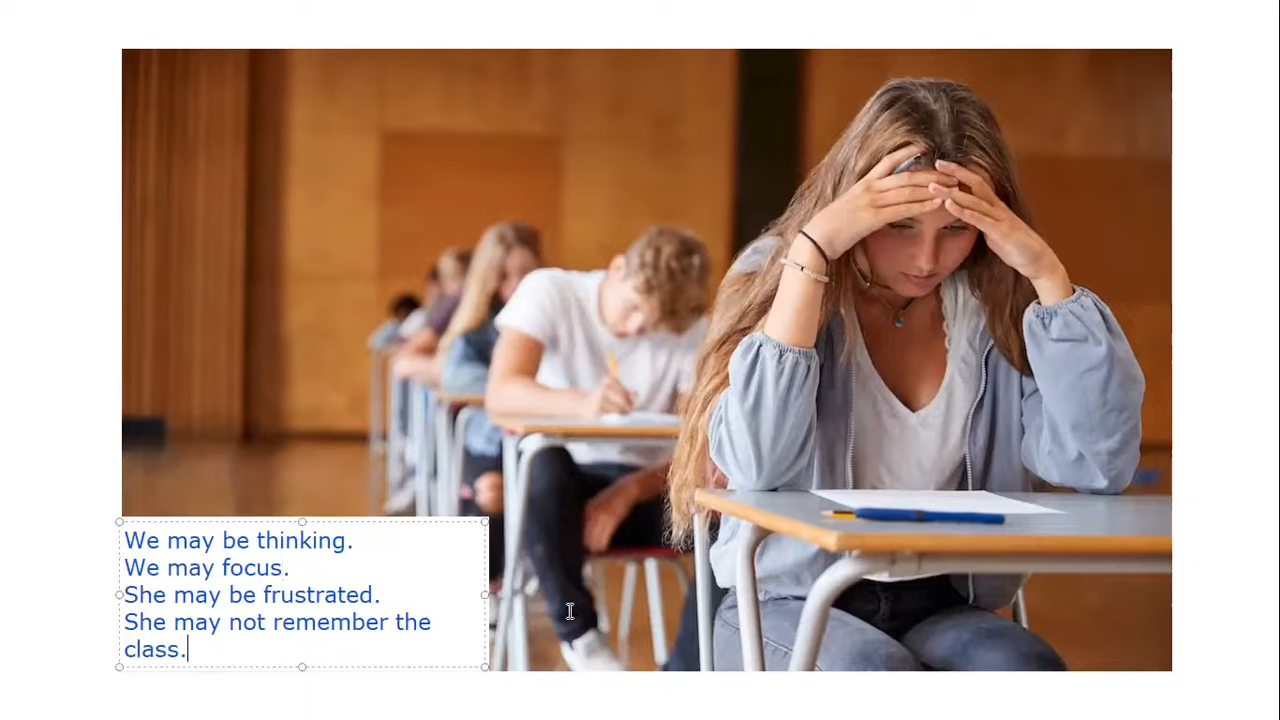 We may be thinking.
We may focus.
She may be frustrated.
She may not remember the
class.